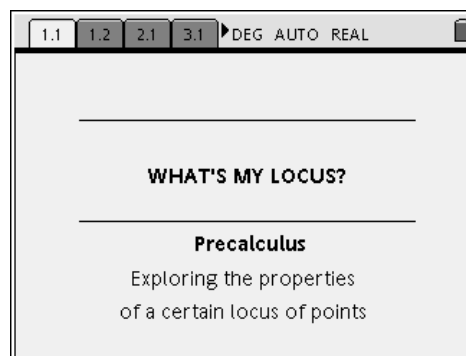 1.1 1.2 2.1 3.1 DEG AUTO REAL
WHAT'S MY LOCUS?
Precalculus
Exploring the properties
of a certain locus of points